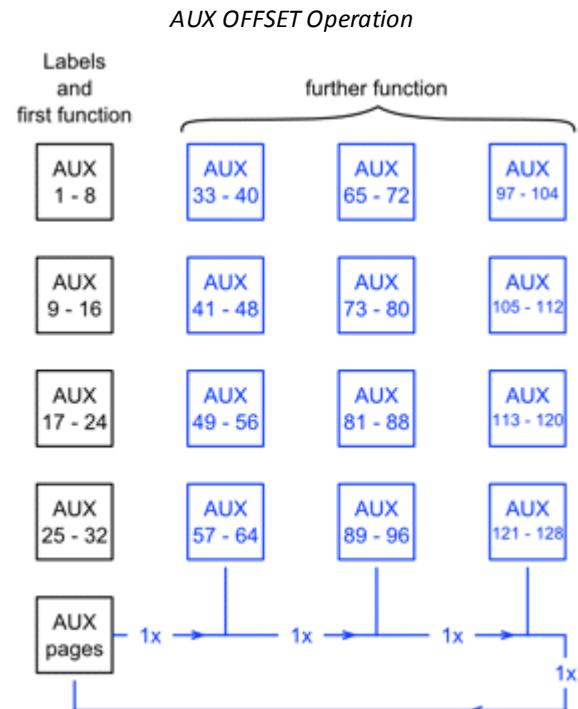 AUX OFFSET Operation
Labels
and
first function
further function
AUX
1 - 8
AUX
33 - 40
AUX
65 - 72
AUX
97 - 104
AUX
9 - 16
AUX
41 - 48
AUX
73 - 80
AUX
105 - 112
AUX
17 - 24
AUX
49 - 56
AUX
81 - 88
AUX
113 - 120
AUX
25 - 32
AUX
57 - 64
AUX
89 - 96
AUX
121 - 128
AUX
pages
1x
1x
1x
1x